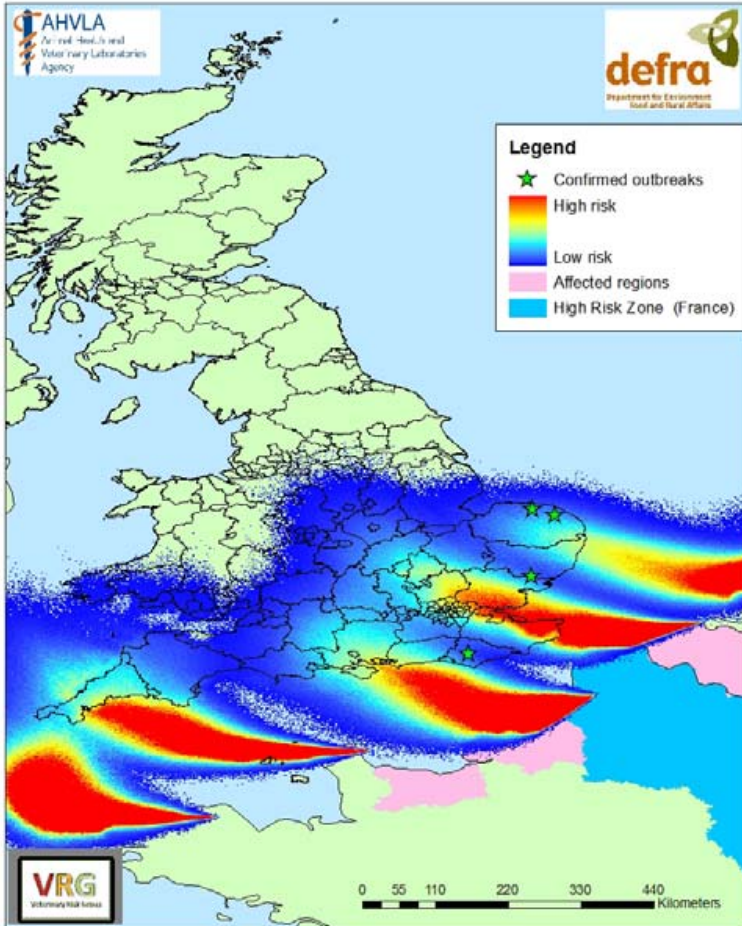 AHVLA
Animal Health and
Veterinary Laboratories
Agency
defra
Department for Environment
Food and Rural Affairs
Legend
Confirmed outbreaks
High risk
Low risk
Affected regions
High Risk Zone (France)
VRG
Veterinary Risk Group
0 55 110 220 330 440
Kilometers